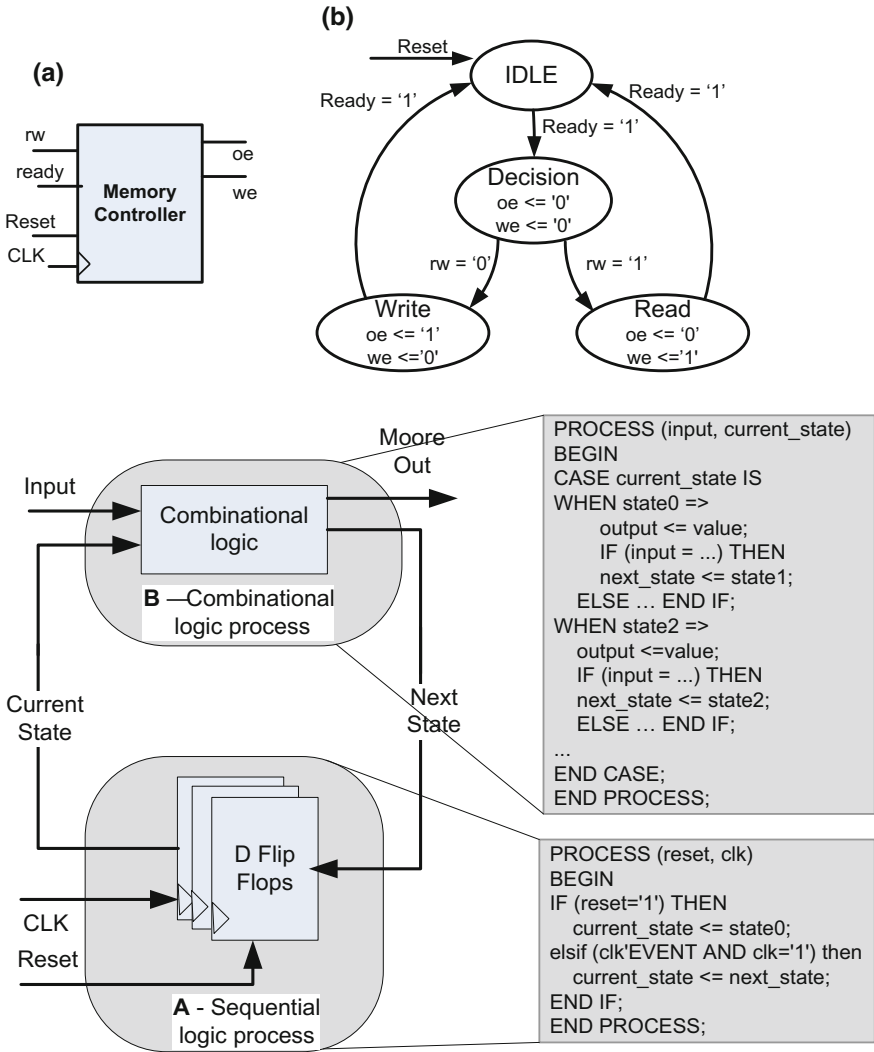 (a)
rw
ready
Reset
CLK
Memory
Controller
oe
we
(b)
Reset
IDLE
Ready = ‘1’
Ready = ‘1’
Ready = ‘1’
Decision
oe <= '0'
we <= '0'
rw = ‘0’
rw = ‘1’
Write
oe <= ‘1’
we <=’0'
Read
oe <= ‘0’
we <=’1'
Moore
Out
Input
Combinational
logic
B —Combinational
logic process
Current
State
Next
State
D Flip
Flops
CLK
Reset
A - Sequential
logic process
PROCESS (input, current_state)
BEGIN
CASE current_state IS
WHEN state0 =>
output <= value;
IF (input = ...) THEN
next_state <= state1;
ELSE … END IF;
WHEN state2 =>
output <=value;
IF (input = ...) THEN
next_state <= state2;
ELSE ... END IF;
...
END CASE;
END PROCESS;
PROCESS (reset, clk)
BEGIN
IF (reset='1') THEN
current_state <= state0;
elsif (clk'EVENT AND clk='1') then
current_state <= next_state;
END IF;
END PROCESS;